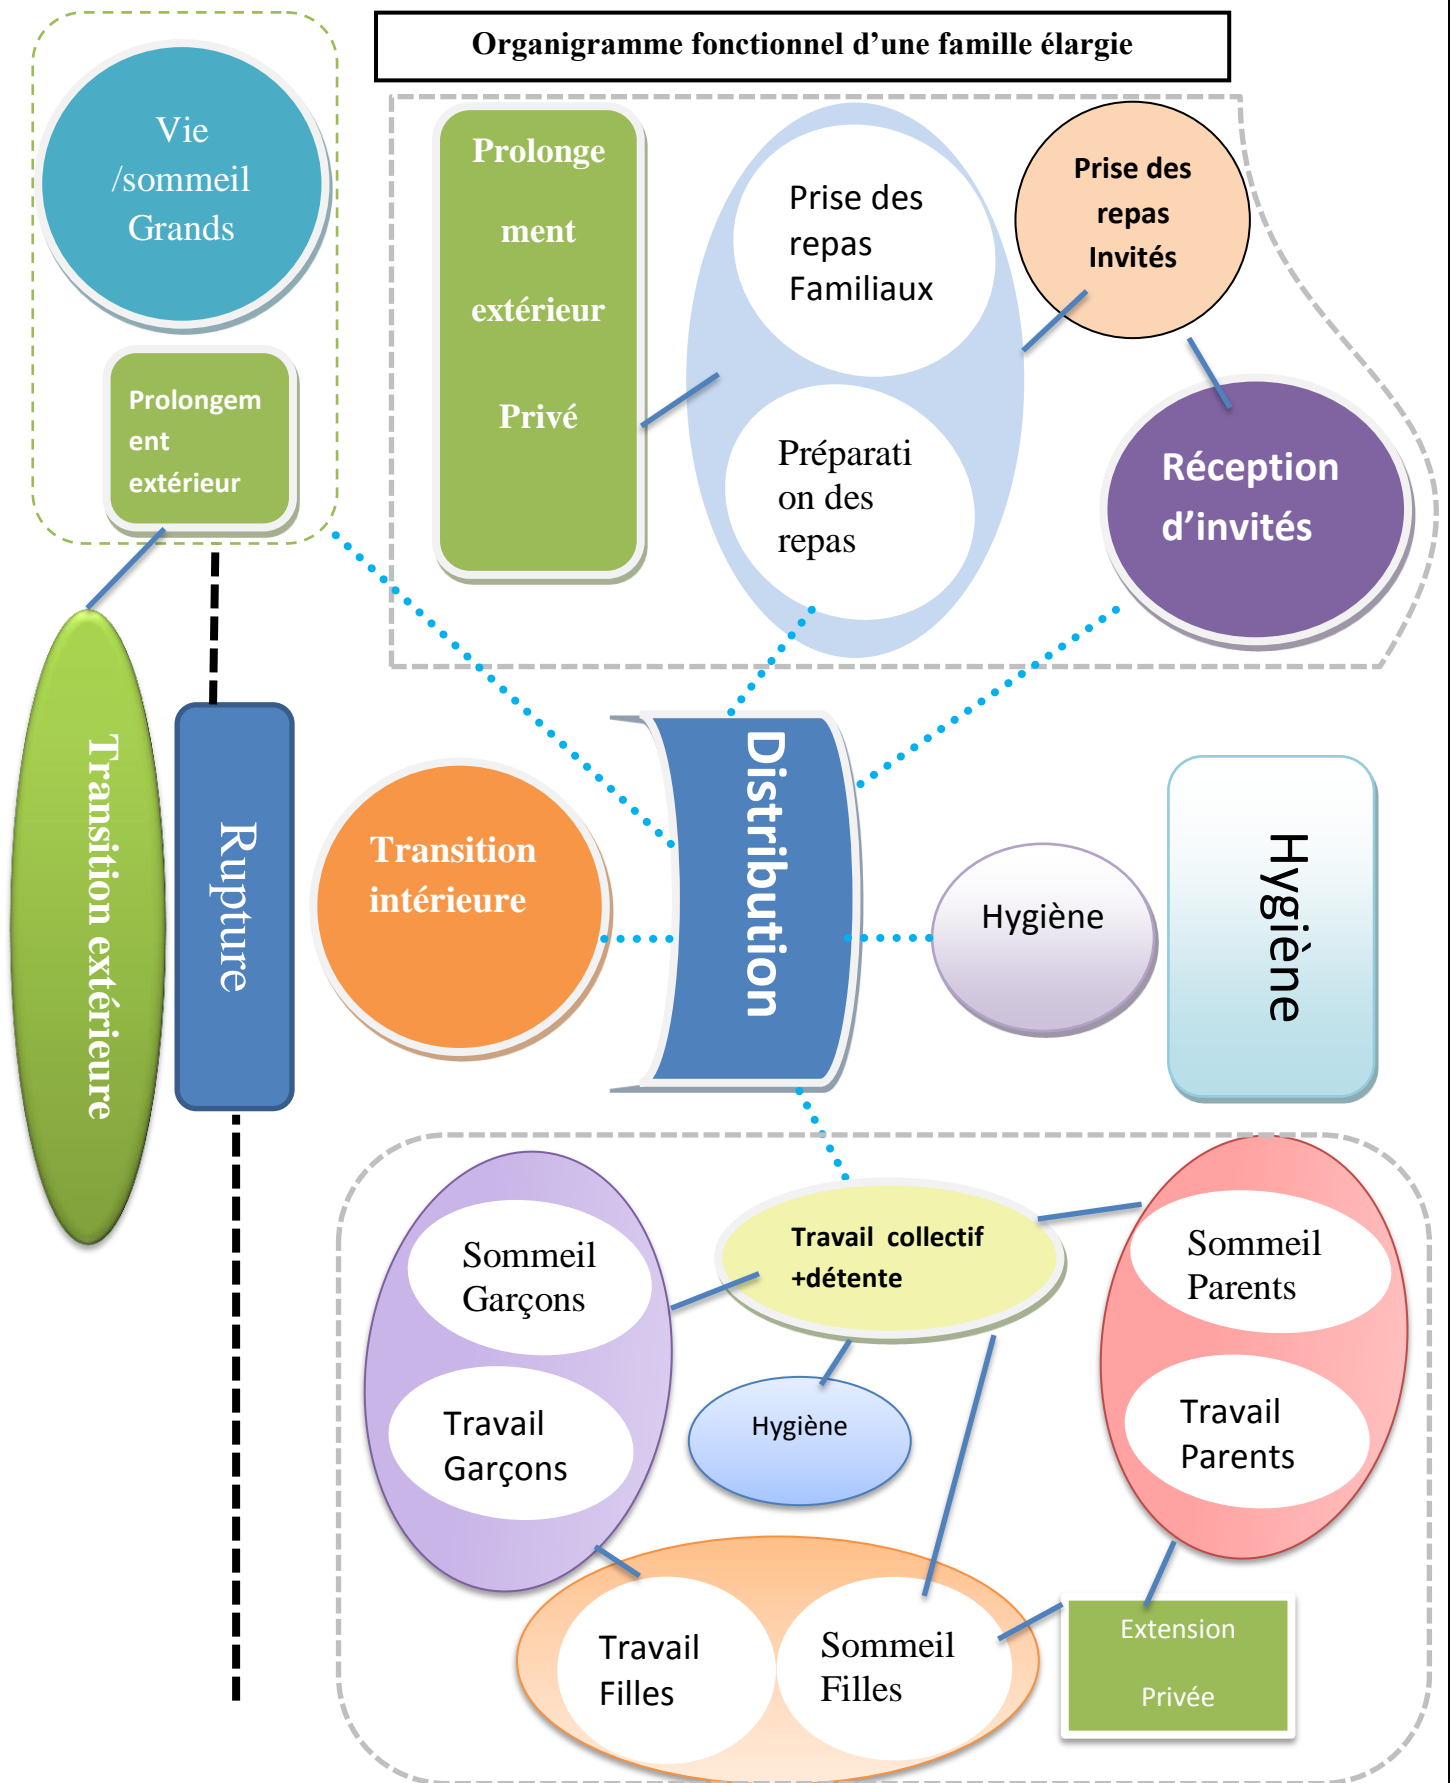 Organigramme fonctionnel d’une famille élargie
Vie
/sommeil
Grands
Prolongem
ent
extérieur
Prolonge
ment
extérieur
Privé
Prise des
repas
Familiaux
Préparati
on des
repas
Prise des
repas
Invités
Réception
d’invités
Transition extérieure
Rupture
Transition
intérieure
Distribution
Hygiène
Hygiène
Sommeil
Garçons
Travail
Garçons
Travail collectif
+détente
Hygiène
Sommeil
Parents
Travail
Parents
Travail
Filles
Sommeil
Filles
Extension
Privée